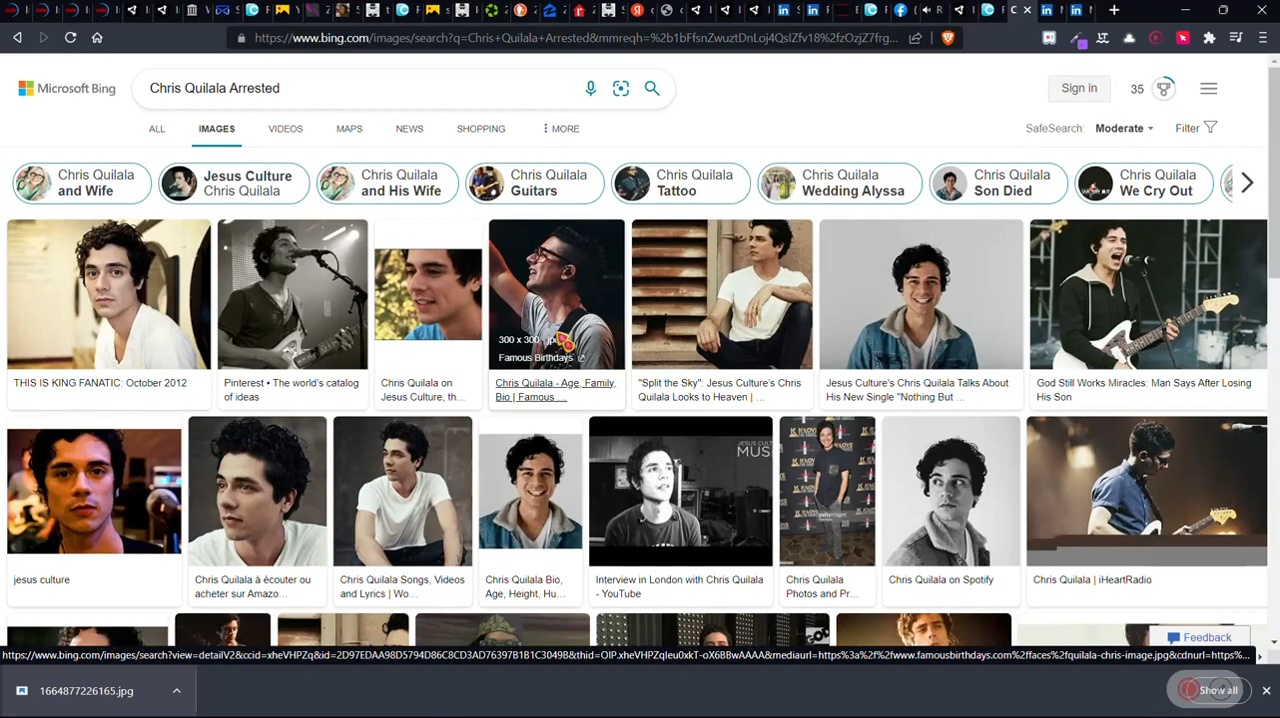 https://www.bing.com/images/search?q=Chris+Quilala+Arrested&mmreqh=%2b1bFfsnZwuztDnLoj4QsIZfv18%2fzOzjZ7frg...
Microsoft Bing
Chris Quilala Arrested
Sign in
35
ALL
IMAGES
VIDEOS
MAPS
NEWS
SHOPPING
MORE
SafeSearch: Moderate
Filter
Chris Quilala
and Wife
Jesus Culture
Chris Quilala
Chris Quilala
and His Wife
Chris Quilala
Guitars
Chris Quilala
Tattoo
Chris Quilala
Wedding Alyssa
Chris Quilala
Son Died
Chris Quilala
We Cry Out
300 x 300
Famous Birthdays
THIS IS KING FANATIC: October 2012
Pinterest • The world's catalog
of ideas
Chris Quilala on
Jesus Culture, th...
Chris Quilala - Age, Family,
Bio | Famous ...
"Split the Sky": Jesus Culture's Chris
Quilala Looks to Heaven | ...
Jesus Culture's Chris Quilala Talks About
His New Single "Nothing But ...
God Still Works Miracles: Man Says After Losing
His Son
jesus culture
Chris Quilala à écouter ou
acheter sur Amazo...
Chris Quilala Songs, Videos
and Lyrics | Wo...
Chris Quilala Bio,
Age, Height, Hu...
Interview in London with Chris Quilala
- YouTube
Chris Quilala
Photos and Pr...
Chris Quilala on Spotify
Chris Quilala | iHeartRadio
Feedback
1664877226165.jpg
Show all